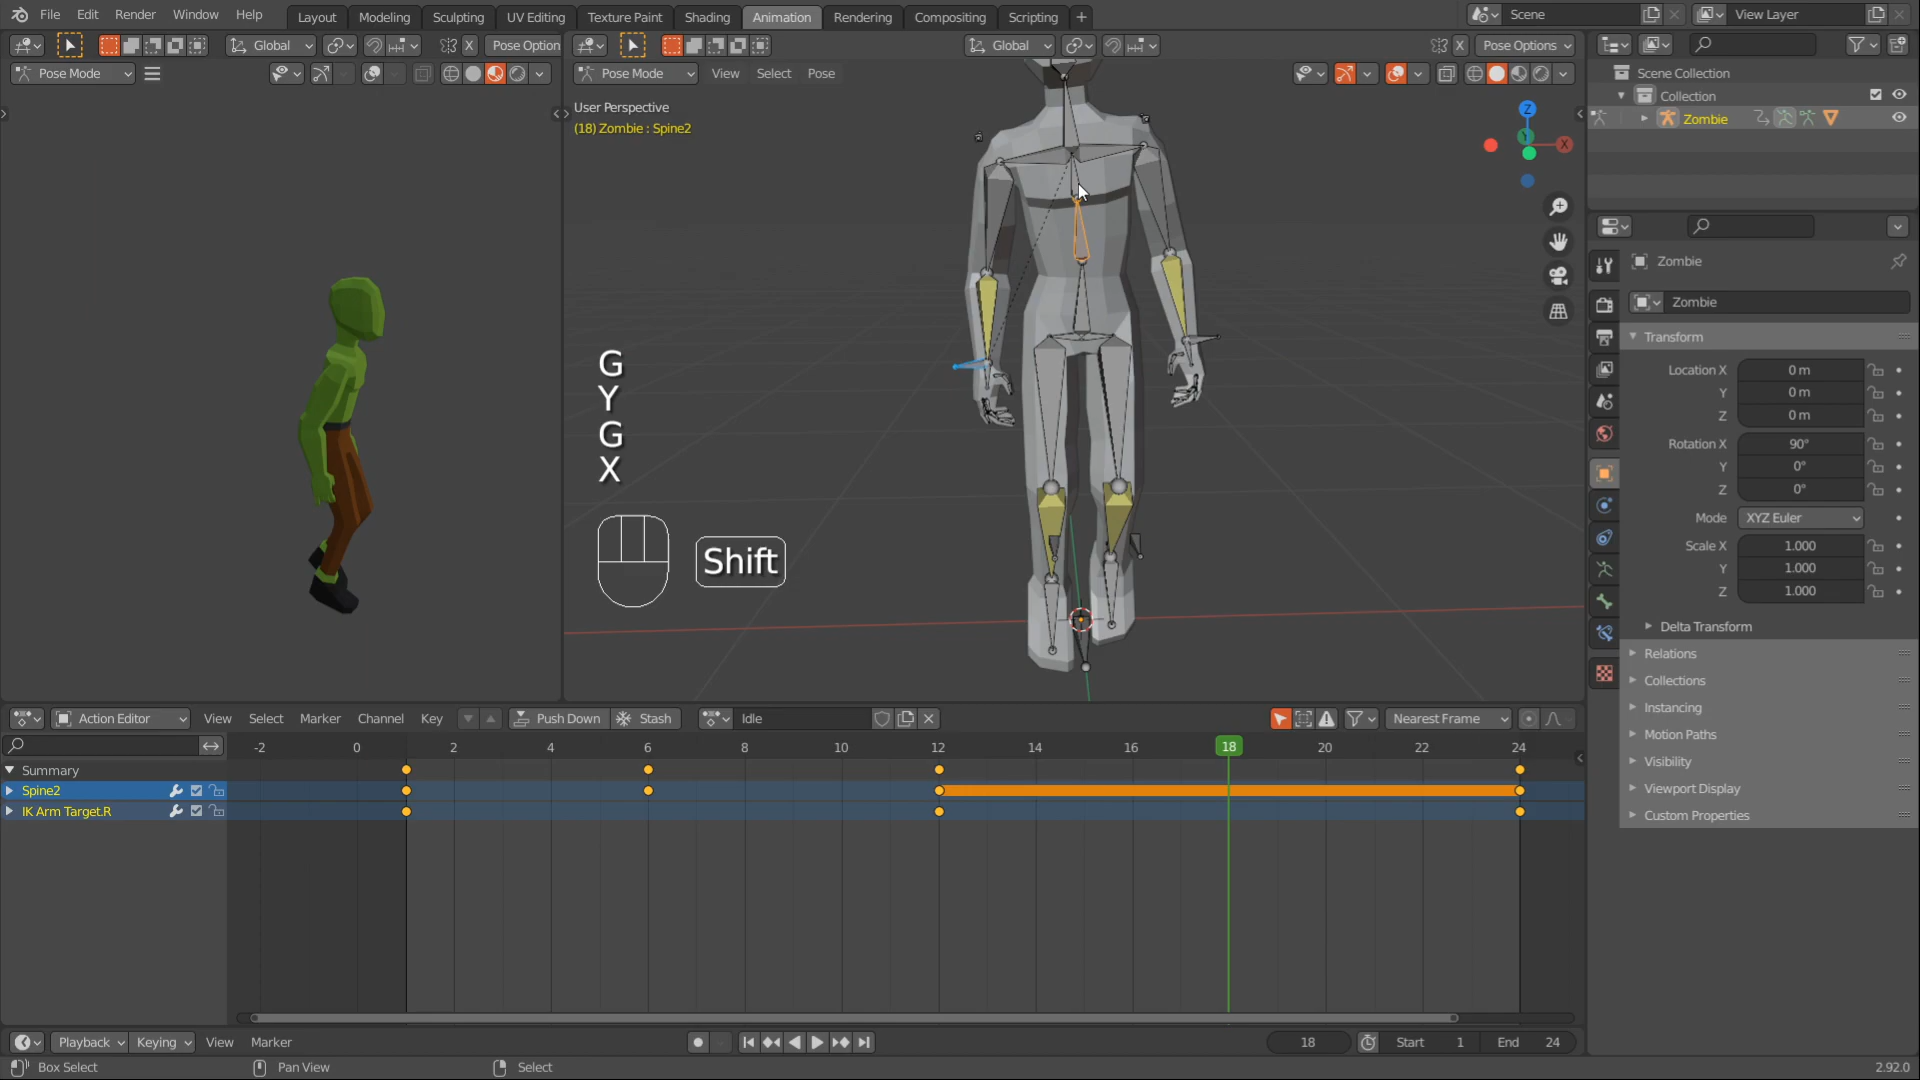 File Edit Render Window Help Layout Modeling Sculpting UV Editing Texture Paint Shading Animation Rendering Compositing Scripting + Scene View Layer
Global X Pose Option Global X Pose Options
Pose Mode Pose Mode View Select Pose
Scene Collection
Collection
Zombie
User Perspective
(18) Zombie : Spine2
Z
Y
X
G
Y
G
X
Shift
Zombie
Zombie
Transform
Location X 0 m
Y 0 m
Z 0 m
Rotation X 90°
Y 0°
Z 0°
Mode XYZ Euler
Scale X 1.000
Y 1.000
Z 1.000
Delta Transform
Relations
Collections
Instancing
Motion Paths
Visibility
Viewport Display
Custom Properties
Action Editor View Select Marker Channel Key Push Down Stash Idle Nearest Frame
-2 0 2 4 6 8 10 12 14 16 18 20 22 24
Summary
Spine2
IK Arm Target.R
Playback Keying View Marker 18 Start 1 End 24
Box Select Pan View Select 2.92.0